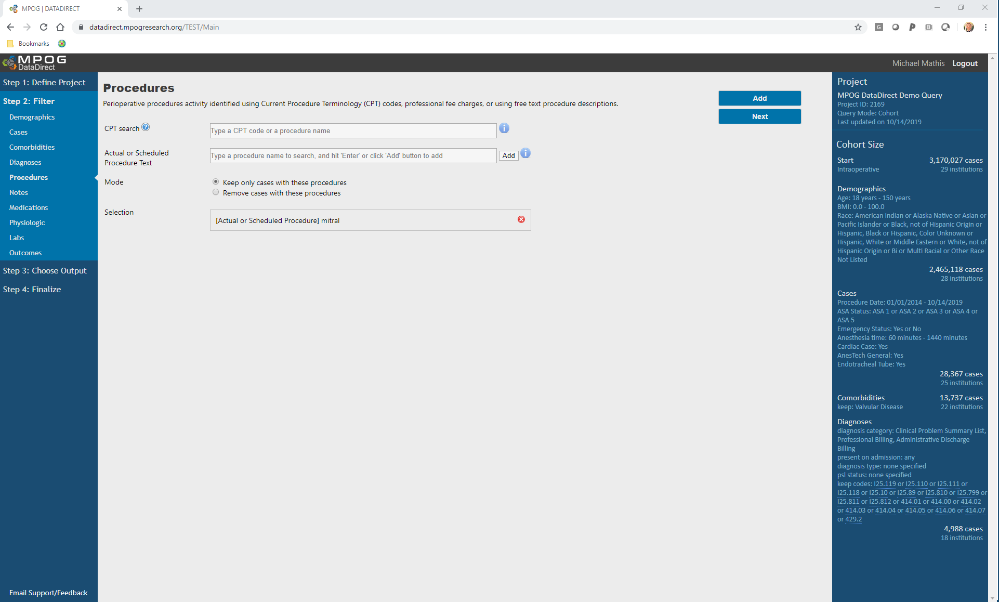 MPOG | DATADIRECT
datadirect.mpogresearch.org/TEST/Main
Bookmarks
MPOG
DataDirect
Michael Mathis Logout
Step 1: Define Project
Step 2: Filter
Demographics
Cases
Comorbidities
Diagnoses
Procedures
Notes
Medications
Physiologic
Labs
Outcomes
Step 3: Choose Output
Step 4: Finalize
Email Support/Feedback
Procedures
Perioperative procedures activity identified using Current Procedure Terminology (CPT) codes, professional fee charges, or using free text procedure descriptions.
Add
Next
CPT search
Type a CPT code or a procedure name
Actual or Scheduled
Procedure Text
Type a procedure name to search, and hit 'Enter' or click 'Add' button to add
Add
Mode
Keep only cases with these procedures
Remove cases with these procedures
Selection
[Actual or Scheduled Procedure] mitral
Project
MPOG DataDirect Demo Query
Project ID: 2169
Query Mode: Cohort
Last updated on 10/14/2019
Cohort Size
Start 3,170,027 cases
Intraoperative 29 institutions
Demographics
Age: 18 years - 150 years
BMI: 0.0 - 100.0
Race: American Indian or Alaska Native or Asian or
Pacific Islander or Black, not of Hispanic Origin or
Hispanic, Black or Hispanic, Color Unknown or
Hispanic, White or Middle Eastern or White, not of
Hispanic Origin or Bi or Multi Racial or Other Race
Not Listed
2,465,118 cases
28 institutions
Cases
Procedure Date: 01/01/2014 - 10/14/2019
ASA Status: ASA 1 or ASA 2 or ASA 3 or ASA 4 or
ASA 5
Emergency Status: Yes or No
Anesthesia time: 60 minutes - 1440 minutes
Cardiac Case: Yes
AnesTech General: Yes
Endotracheal Tube: Yes
28,367 cases
25 institutions
Comorbidities 13,737 cases
keep: Valvular Disease 22 institutions
Diagnoses
diagnosis category: Clinical Problem Summary List,
Professional Billing, Administrative Discharge
Billing
present on admission: any
diagnosis type: none specified
psl status: none specified
keep codes: I25.119 or I25.110 or I25.111 or
I25.118 or I25.10 or I25.89 or I25.810 or I25.799 or
I25.811 or I25.812 or 414.01 or 414.00 or 414.02
or 414.03 or 414.04 or 414.05 or 414.06 or 414.07
or 429.2
4,988 cases
18 institutions